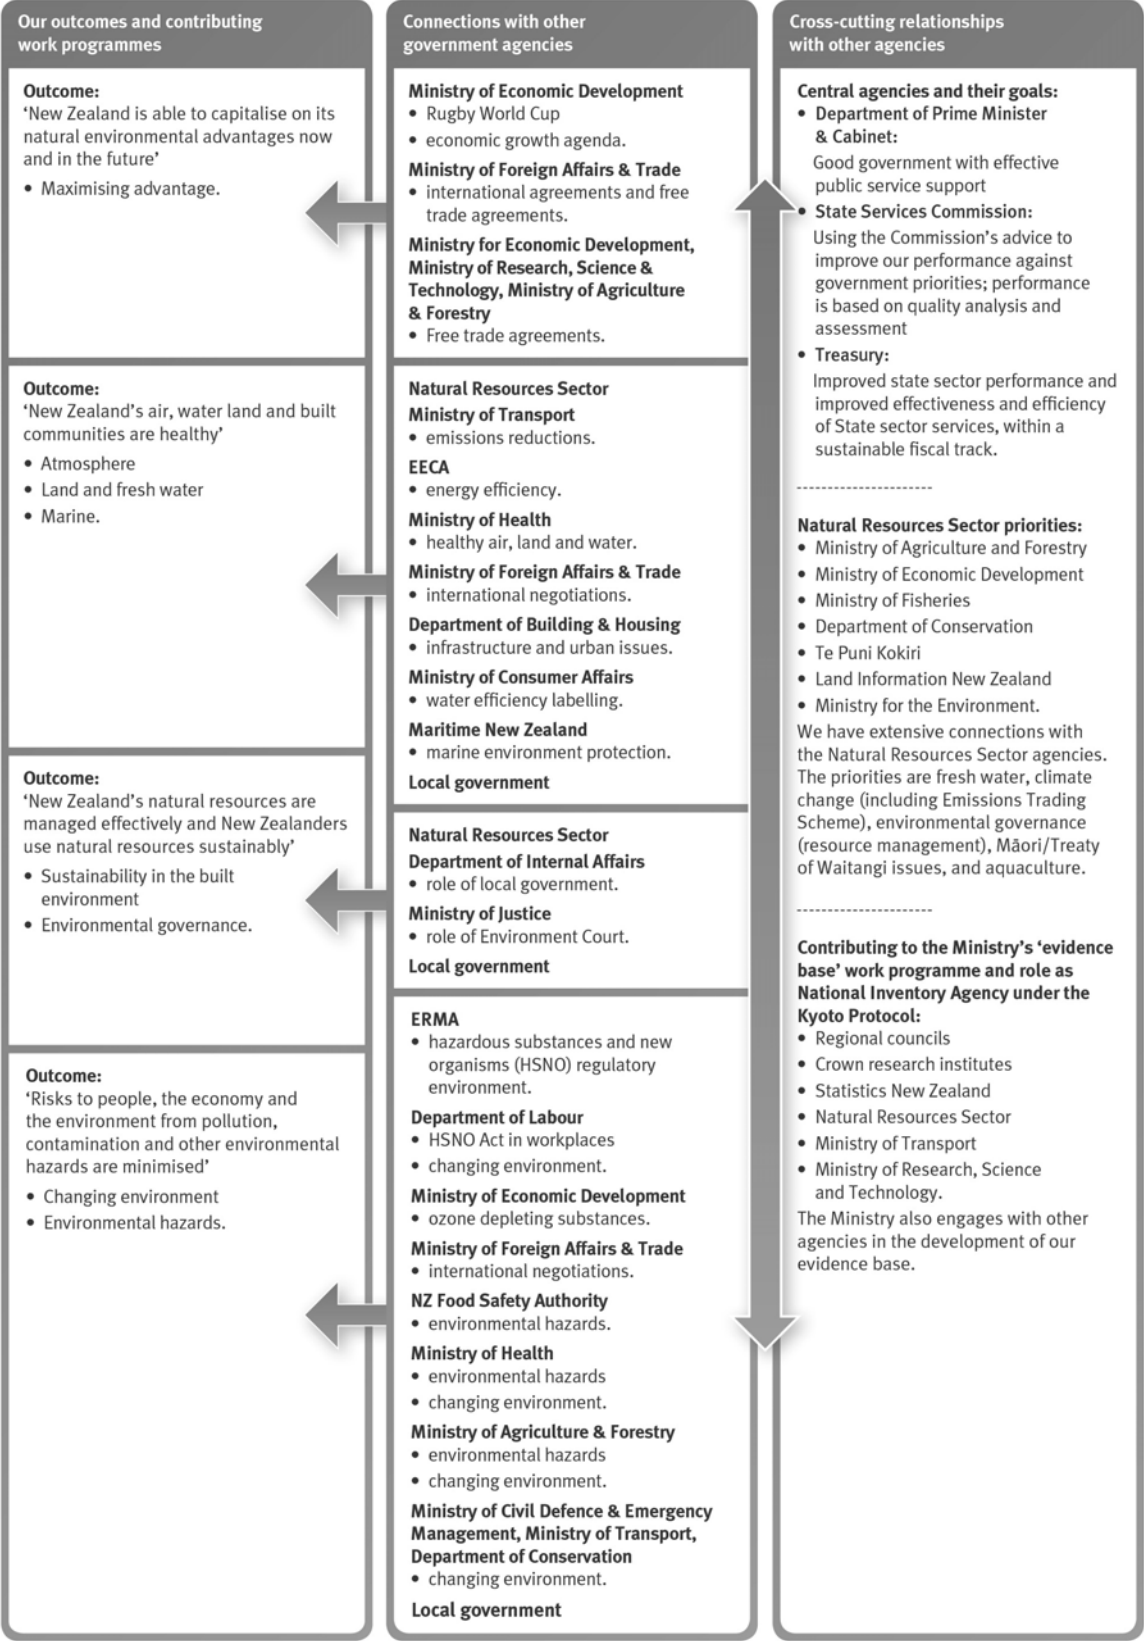 Our outcomes and contributing
work programmes
Outcome:
‘New Zealand is able to capitalise on its
natural environmental advantages now
and in the future’
• Maximising advantage.
Outcome:
‘New Zealand’s air, water land and built
communities are healthy’
• Atmosphere
• Land and fresh water
• Marine.
Outcome:
‘New Zealand’s natural resources are
managed effectively and New Zealanders
use natural resources sustainably’
• Sustainability in the built
environment
• Environmental governance.
Outcome:
‘Risks to people, the economy and
the environment from pollution,
contamination and other environmental
hazards are minimised’
• Changing environment
• Environmental hazards.
Connections with other
government agencies
Ministry of Economic Development
• Rugby World Cup
• economic growth agenda.
Ministry of Foreign Affairs & Trade
• international agreements and free
trade agreements.
Ministry for Economic Development,
Ministry of Research, Science &
Technology, Ministry of Agriculture
& Forestry
• Free trade agreements.
Natural Resources Sector
Ministry of Transport
• emissions reductions.
EECA
• energy efficiency.
Ministry of Health
• healthy air, land and water.
Ministry of Foreign Affairs & Trade
• international negotiations.
Department of Building & Housing
• infrastructure and urban issues.
Ministry of Consumer Affairs
• water efficiency labelling.
Maritime New Zealand
• marine environment protection.
Local government
Natural Resources Sector
Department of Internal Affairs
• role of local government.
Ministry of Justice
• role of Environment Court.
Local government
ERMA
• hazardous substances and new
organisms (HSNO) regulatory
environment.
Department of Labour
• HSNO Act in workplaces
• changing environment.
Ministry of Economic Development
• ozone depleting substances.
Ministry of Foreign Affairs & Trade
• international negotiations.
NZ Food Safety Authority
• environmental hazards.
Ministry of Health
• environmental hazards
• changing environment.
Ministry of Agriculture & Forestry
• environmental hazards
• changing environment.
Ministry of Civil Defence & Emergency
Management, Ministry of Transport,
Department of Conservation
• changing environment.
Local government
Cross-cutting relationships
with other agencies
Central agencies and their goals:
• Department of Prime Minister
& Cabinet:
Good government with effective
public service support
• State Services Commission:
Using the Commission’s advice to
improve our performance against
government priorities; performance
is based on quality analysis and
assessment
• Treasury:
Improved state sector performance and
improved effectiveness and efficiency
of State sector services, within a
sustainable fiscal track.
----------------------
Natural Resources Sector priorities:
• Ministry of Agriculture and Forestry
• Ministry of Economic Development
• Ministry of Fisheries
• Department of Conservation
• Te Puni Kokiri
• Land Information New Zealand
• Ministry for the Environment.
We have extensive connections with
the Natural Resources Sector agencies.
The priorities are fresh water, climate
change (including Emissions Trading
Scheme), environmental governance
(resource management), Māori/Treaty
of Waitangi issues, and aquaculture.
----------------------
Contributing to the Ministry’s ‘evidence
base’ work programme and role as
National Inventory Agency under the
Kyoto Protocol:
• Regional councils
• Crown research institutes
• Statistics New Zealand
• Natural Resources Sector
• Ministry of Transport
• Ministry of Research, Science
and Technology.
The Ministry also engages with other
agencies in the development of our
evidence base.